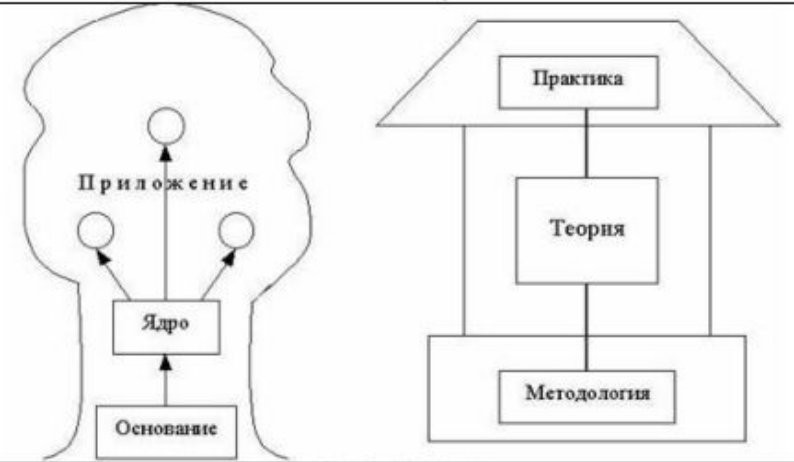 Приложение
Ядро
Основание
Практика
Теория
Методология